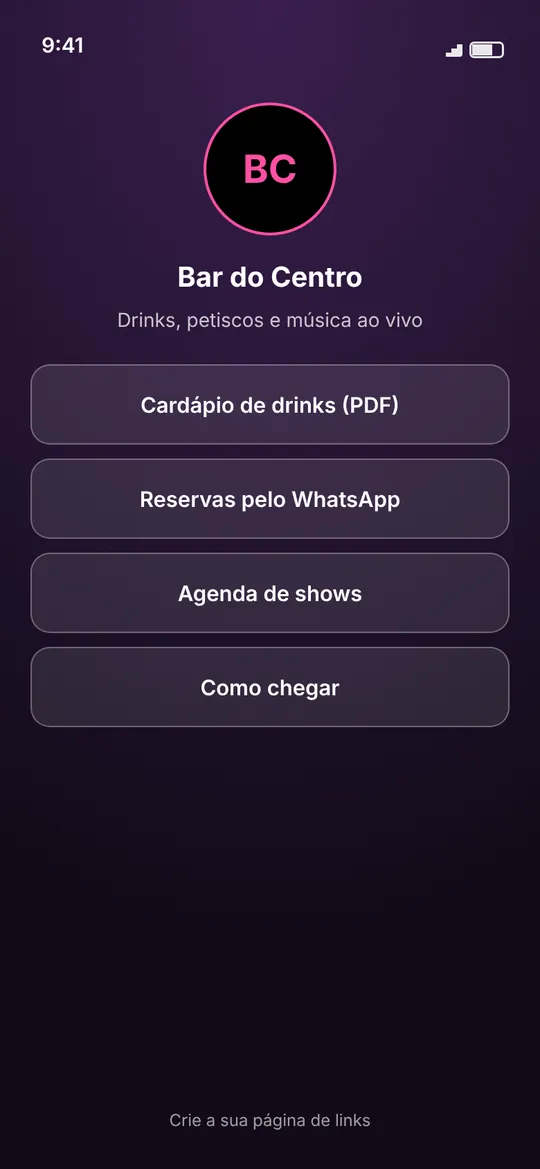 9:41
BC
Bar do Centro
Drinks, petiscos e música ao vivo
Cardápio de drinks (PDF)
Reservas pelo WhatsApp
Agenda de shows
Como chegar
Crie a sua página de links